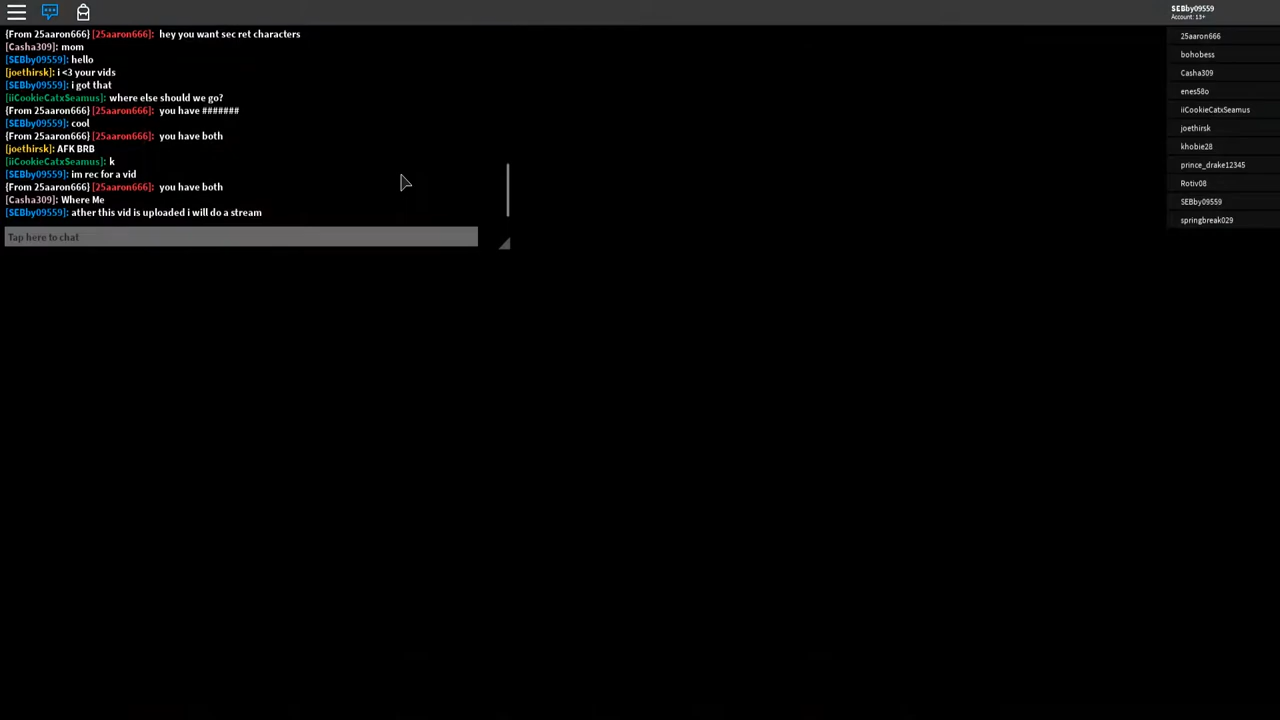 SEBby09559
Account: 13+
{From 25aaron666} [25aaron666]: hey you want sec ret characters
[Casha309]: mom
[SEBby09559]: hello
[joethirsk]: i <3 your vids
[SEBby09559]: i got that
[iiCookieCatxSeamus]: where else should we go?
{From 25aaron666} [25aaron666]: you have #######
[SEBby09559]: cool
{From 25aaron666} [25aaron666]: you have both
[joethirsk]: AFK BRB
[iiCookieCatxSeamus]: k
[SEBby09559]: im rec for a vid
{From 25aaron666} [25aaron666]: you have both
[Casha309]: Where Me
[SEBby09559]: ather this vid is uploaded i will do a stream
Tap here to chat
25aaron666
bohobess
Casha309
enes58o
iiCookieCatxSeamus
joethirsk
khobie28
prince_drake12345
Rotiv08
SEBby09559
springbreak029